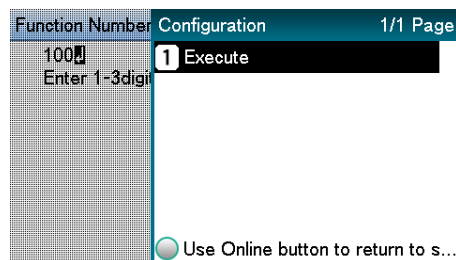 Function Number
Configuration 1/1 Page
100
1 Execute
Enter 1-3digi
Use Online button to return to s...